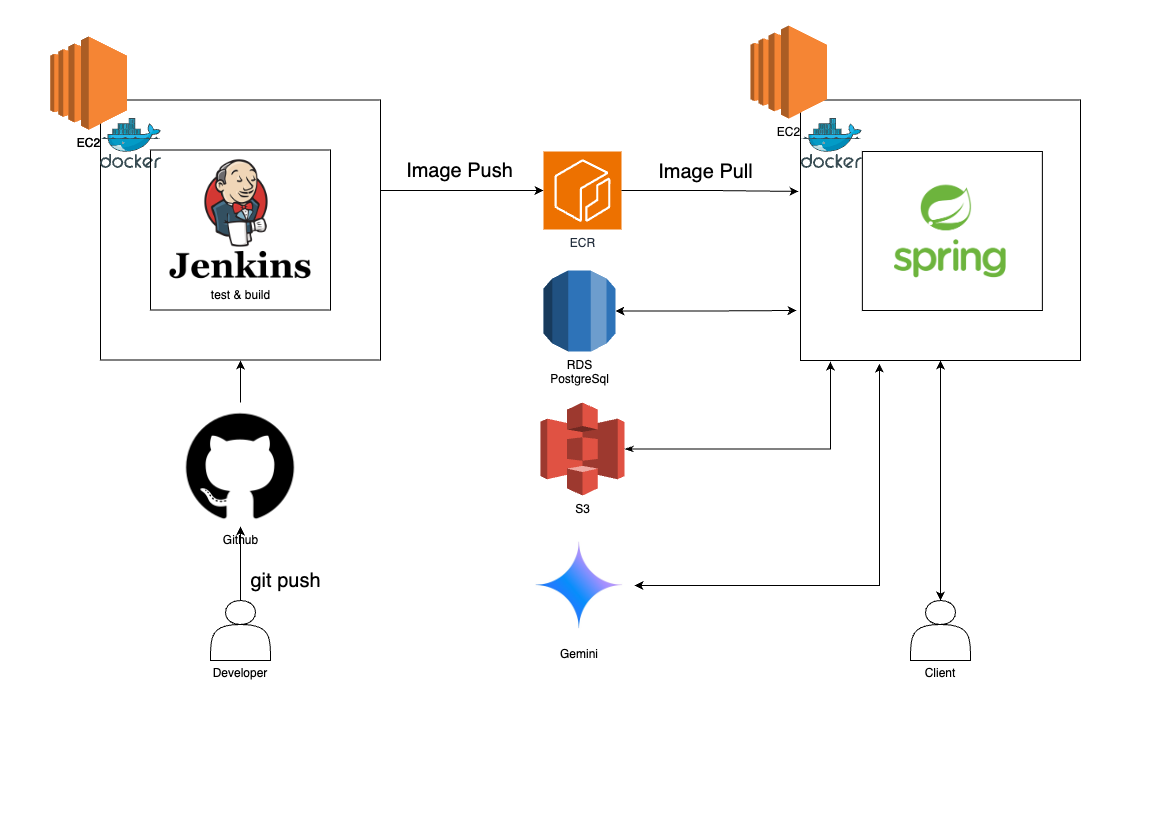 EC2
docker
Jenkins
test & build
Image Push
ECR
Image Pull
EC2
docker
spring
RDS
PostgreSql
S3
Github
git push
Developer
Gemini
Client